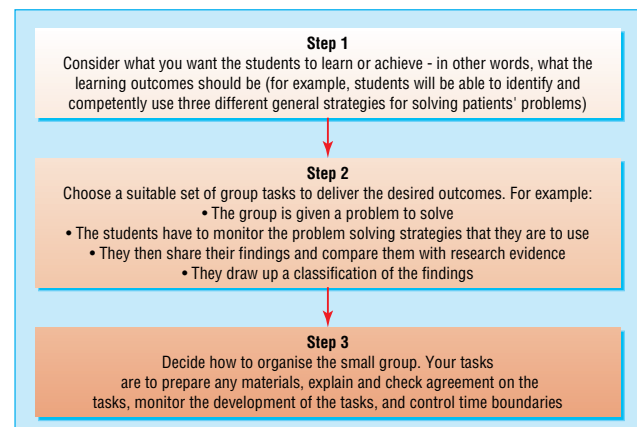 Step 1
Consider what you want the students to learn or achieve - in other words, what the
learning outcomes should be (for example, students will be able to identify and
competently use three different general strategies for solving patients' problems)
Step 2
Choose a suitable set of group tasks to deliver the desired outcomes. For example:
• The group is given a problem to solve
• The students have to monitor the problem solving strategies that they are to use
• They then share their findings and compare them with research evidence
• They draw up a classification of the findings
Step 3
Decide how to organise the small group. Your tasks
are to prepare any materials, explain and check agreement on the
tasks, monitor the development of the tasks, and control time boundaries